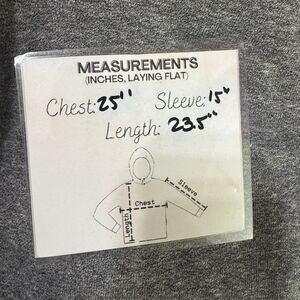 MEASUREMENTS
(INCHES, LAYING FLAT)
Chest: 25" Sleeve: 15"
Length: 23.5"
Sleeve
Chest
Length